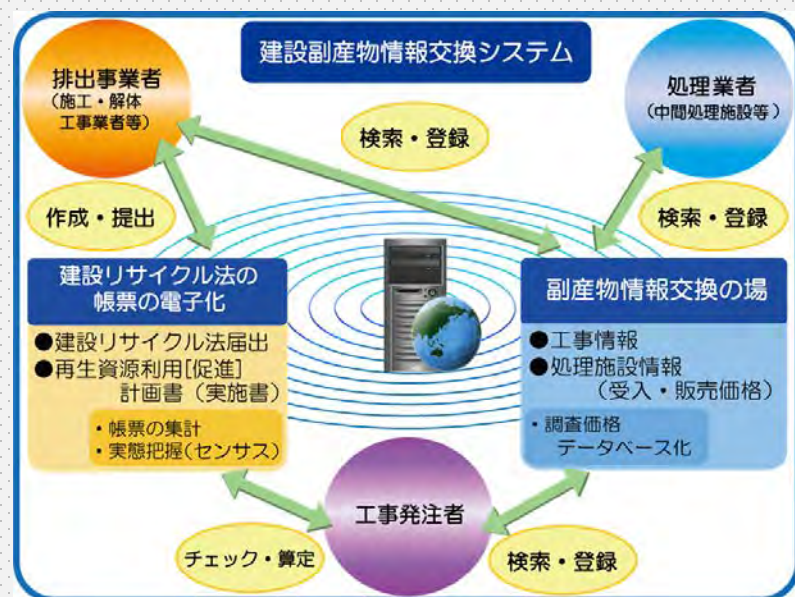 建設副産物情報交換システム
排出事業者
（施工・解体
工事業者等）
処理業者
（中間処理施設等）
検索・登録
作成・提出
検索・登録
建設リサイクル法の
帳票の電子化
●建設リサイクル法届出
●再生資源利用[促進]
計画書（実施書）
・帳票の集計
・実態把握（センサス）
副産物情報交換の場
●工事情報
●処理施設情報
（受入・販売価格）
・調査価格
データベース化
工事発注者
チェック・算定
検索・登録